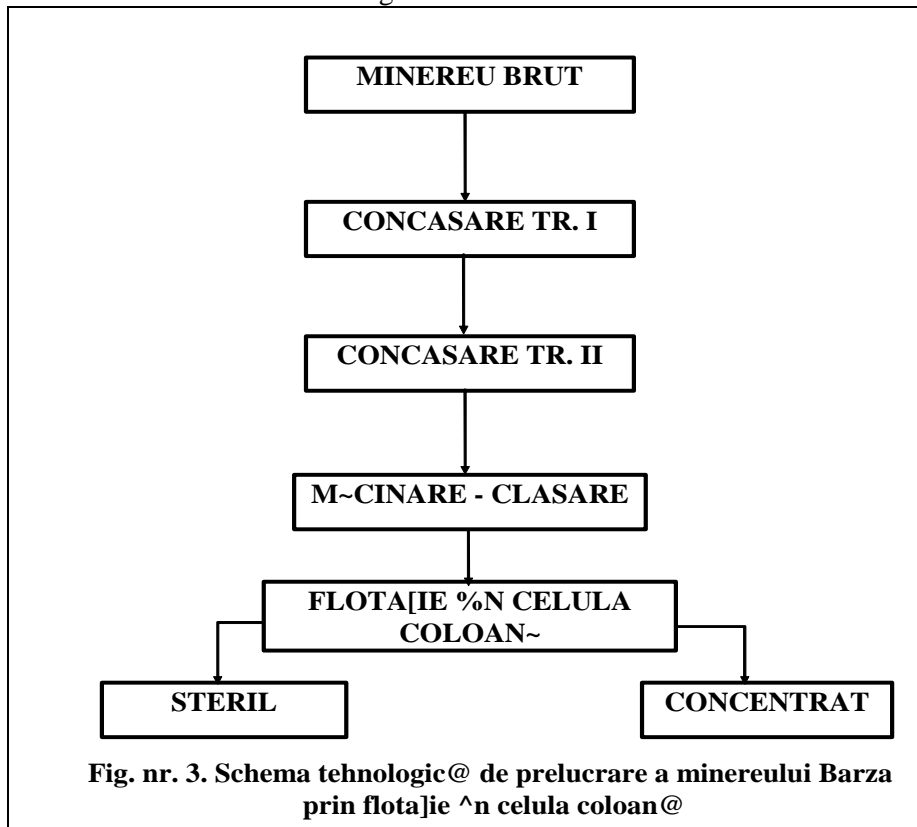 MINEREU BRUT
CONCASARE TR. I
CONCASARE TR. II
M~CINARE - CLASARE
FLOTA[IE %N CELULA
COLOAN~
STERIL
CONCENTRAT
Fig. nr. 3. Schema tehnologic@ de prelucrare a minereului Barza
prin flota]ie ^n celula coloan@